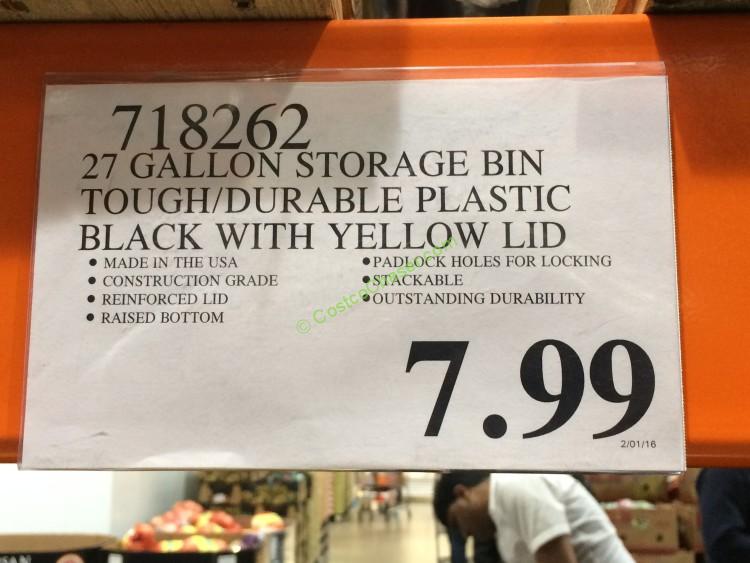 718262
27 GALLON STORAGE BIN
TOUGH/DURABLE PLASTIC
BLACK WITH YELLOW LID
• MADE IN THE USA
• CONSTRUCTION GRADE
• REINFORCED LID
• RAISED BOTTOM
• PADLOCK HOLES FOR LOCKING
• STACKABLE
• OUTSTANDING DURABILITY
© CostcoChaser.com
7.99
2/01/16